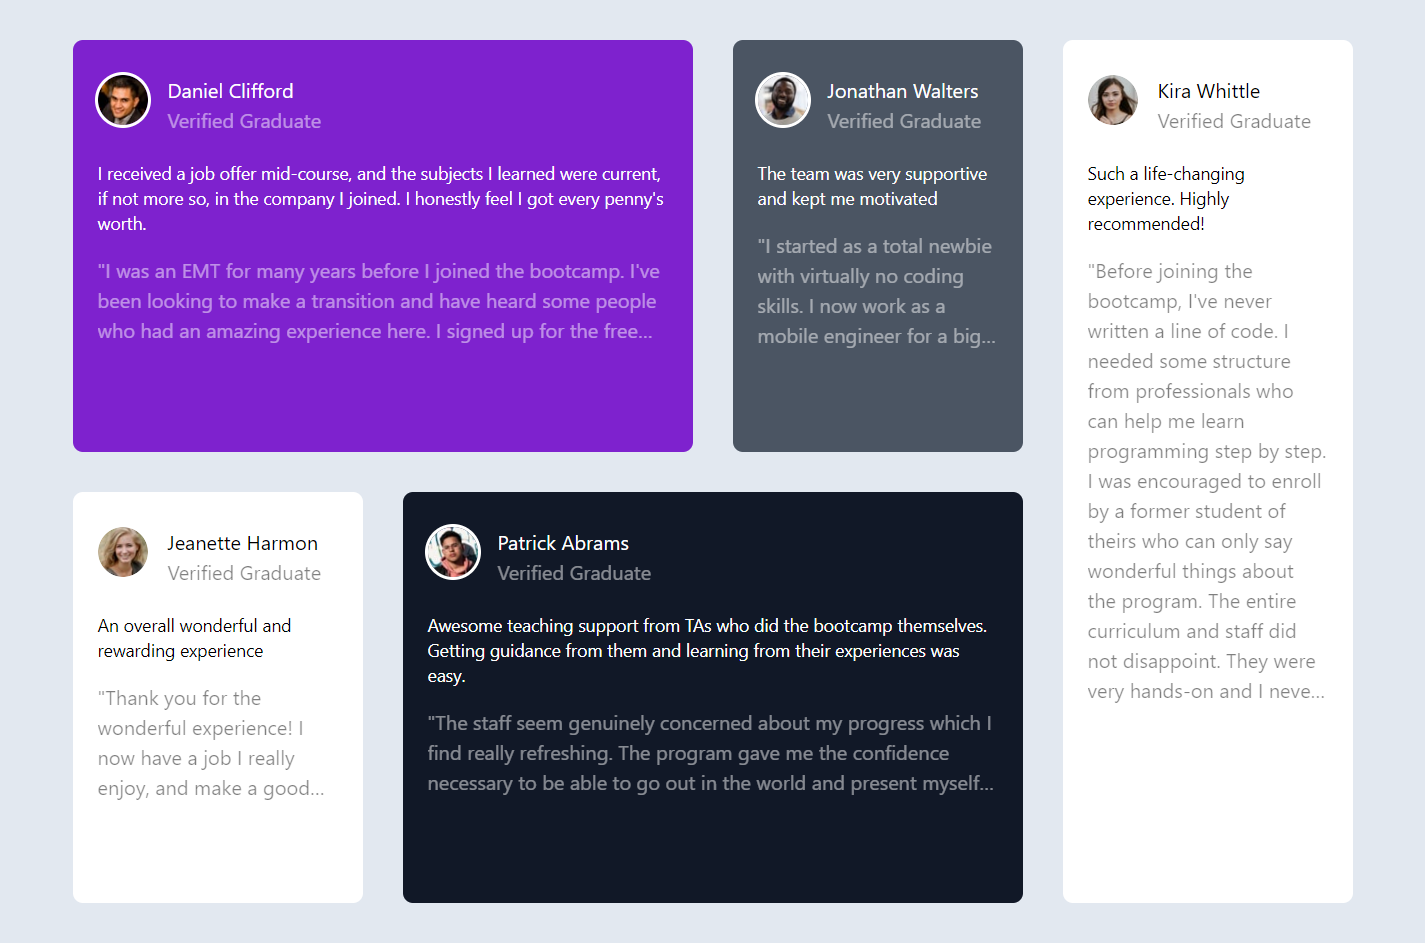 Daniel Clifford
Verified Graduate
I received a job offer mid-course, and the subjects I learned were current,
if not more so, in the company I joined. I honestly feel I got every penny's
worth.
"I was an EMT for many years before I joined the bootcamp. I've
been looking to make a transition and have heard some people
who had an amazing experience here. I signed up for the free...
Jonathan Walters
Verified Graduate
The team was very supportive
and kept me motivated
"I started as a total newbie
with virtually no coding
skills. I now work as a
mobile engineer for a big...
Kira Whittle
Verified Graduate
Such a life-changing
experience. Highly
recommended!
"Before joining the
bootcamp, I've never
written a line of code. I
needed some structure
from professionals who
can help me learn
programming step by step.
I was encouraged to enroll
by a former student of
theirs who can only say
wonderful things about
the program. The entire
curriculum and staff did
not disappoint. They were
very hands-on and I neve...
Jeanette Harmon
Verified Graduate
An overall wonderful and
rewarding experience
"Thank you for the
wonderful experience! I
now have a job I really
enjoy, and make a good...
Patrick Abrams
Verified Graduate
Awesome teaching support from TAs who did the bootcamp themselves.
Getting guidance from them and learning from their experiences was
easy.
"The staff seem genuinely concerned about my progress which I
find really refreshing. The program gave me the confidence
necessary to be able to go out in the world and present myself...